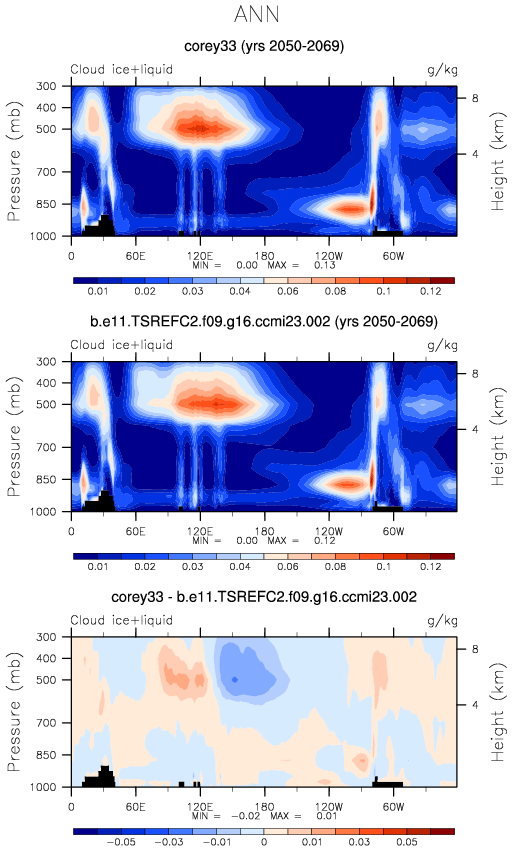 ANN
corey33 (yrs 2050-2069)
Cloud ice+liquid g/kg
300
500
700
850
1000
Pressure (mb)
8
4
Height (km)
0 60E 120E 180 120W 60W
MIN = 0.00 MAX = 0.13
0.01 0.02 0.03 0.04 0.06 0.08 0.1 0.12
b.e11.TSREFC2.f09.g16.ccmi23.002 (yrs 2050-2069)
Cloud ice+liquid g/kg
300
500
700
850
1000
Pressure (mb)
8
4
Height (km)
0 60E 120E 180 120W 60W
MIN = 0.00 MAX = 0.12
0.01 0.02 0.03 0.04 0.06 0.08 0.1 0.12
corey33 - b.e11.TSREFC2.f09.g16.ccmi23.002
Cloud ice+liquid g/kg
300
500
700
850
1000
Pressure (mb)
8
4
Height (km)
0 60E 120E 180 120W 60W
MIN = -0.02 MAX = 0.01
-0.05 -0.03 -0.01 0 0.01 0.03 0.05